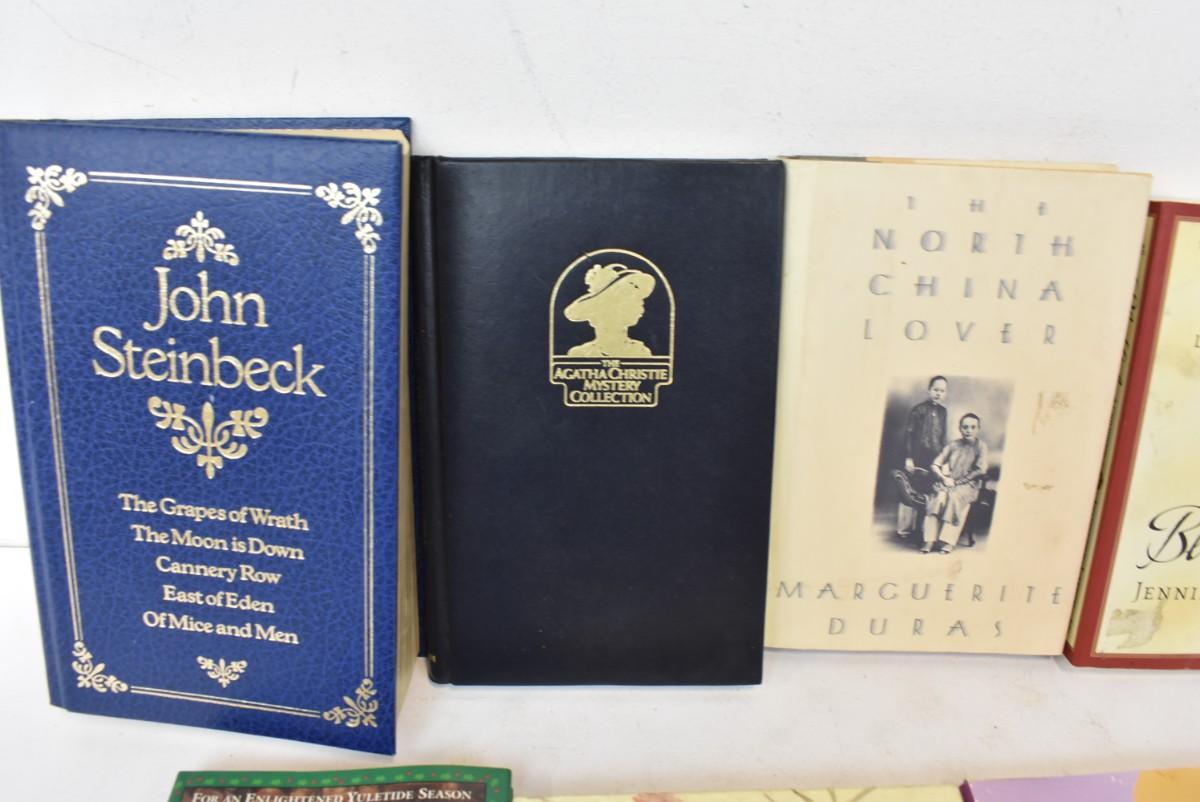 John
Steinbeck
The Grapes of Wrath
The Moon is Down
Cannery Row
East of Eden
Of Mice and Men
THE
AGATHA CHRISTIE
MYSTERY
COLLECTION
THE
NORTH
CHINA
LOVER
MARGUERITE
DURAS
FOR AN ENLIGHTENED YULETIDE SEASON